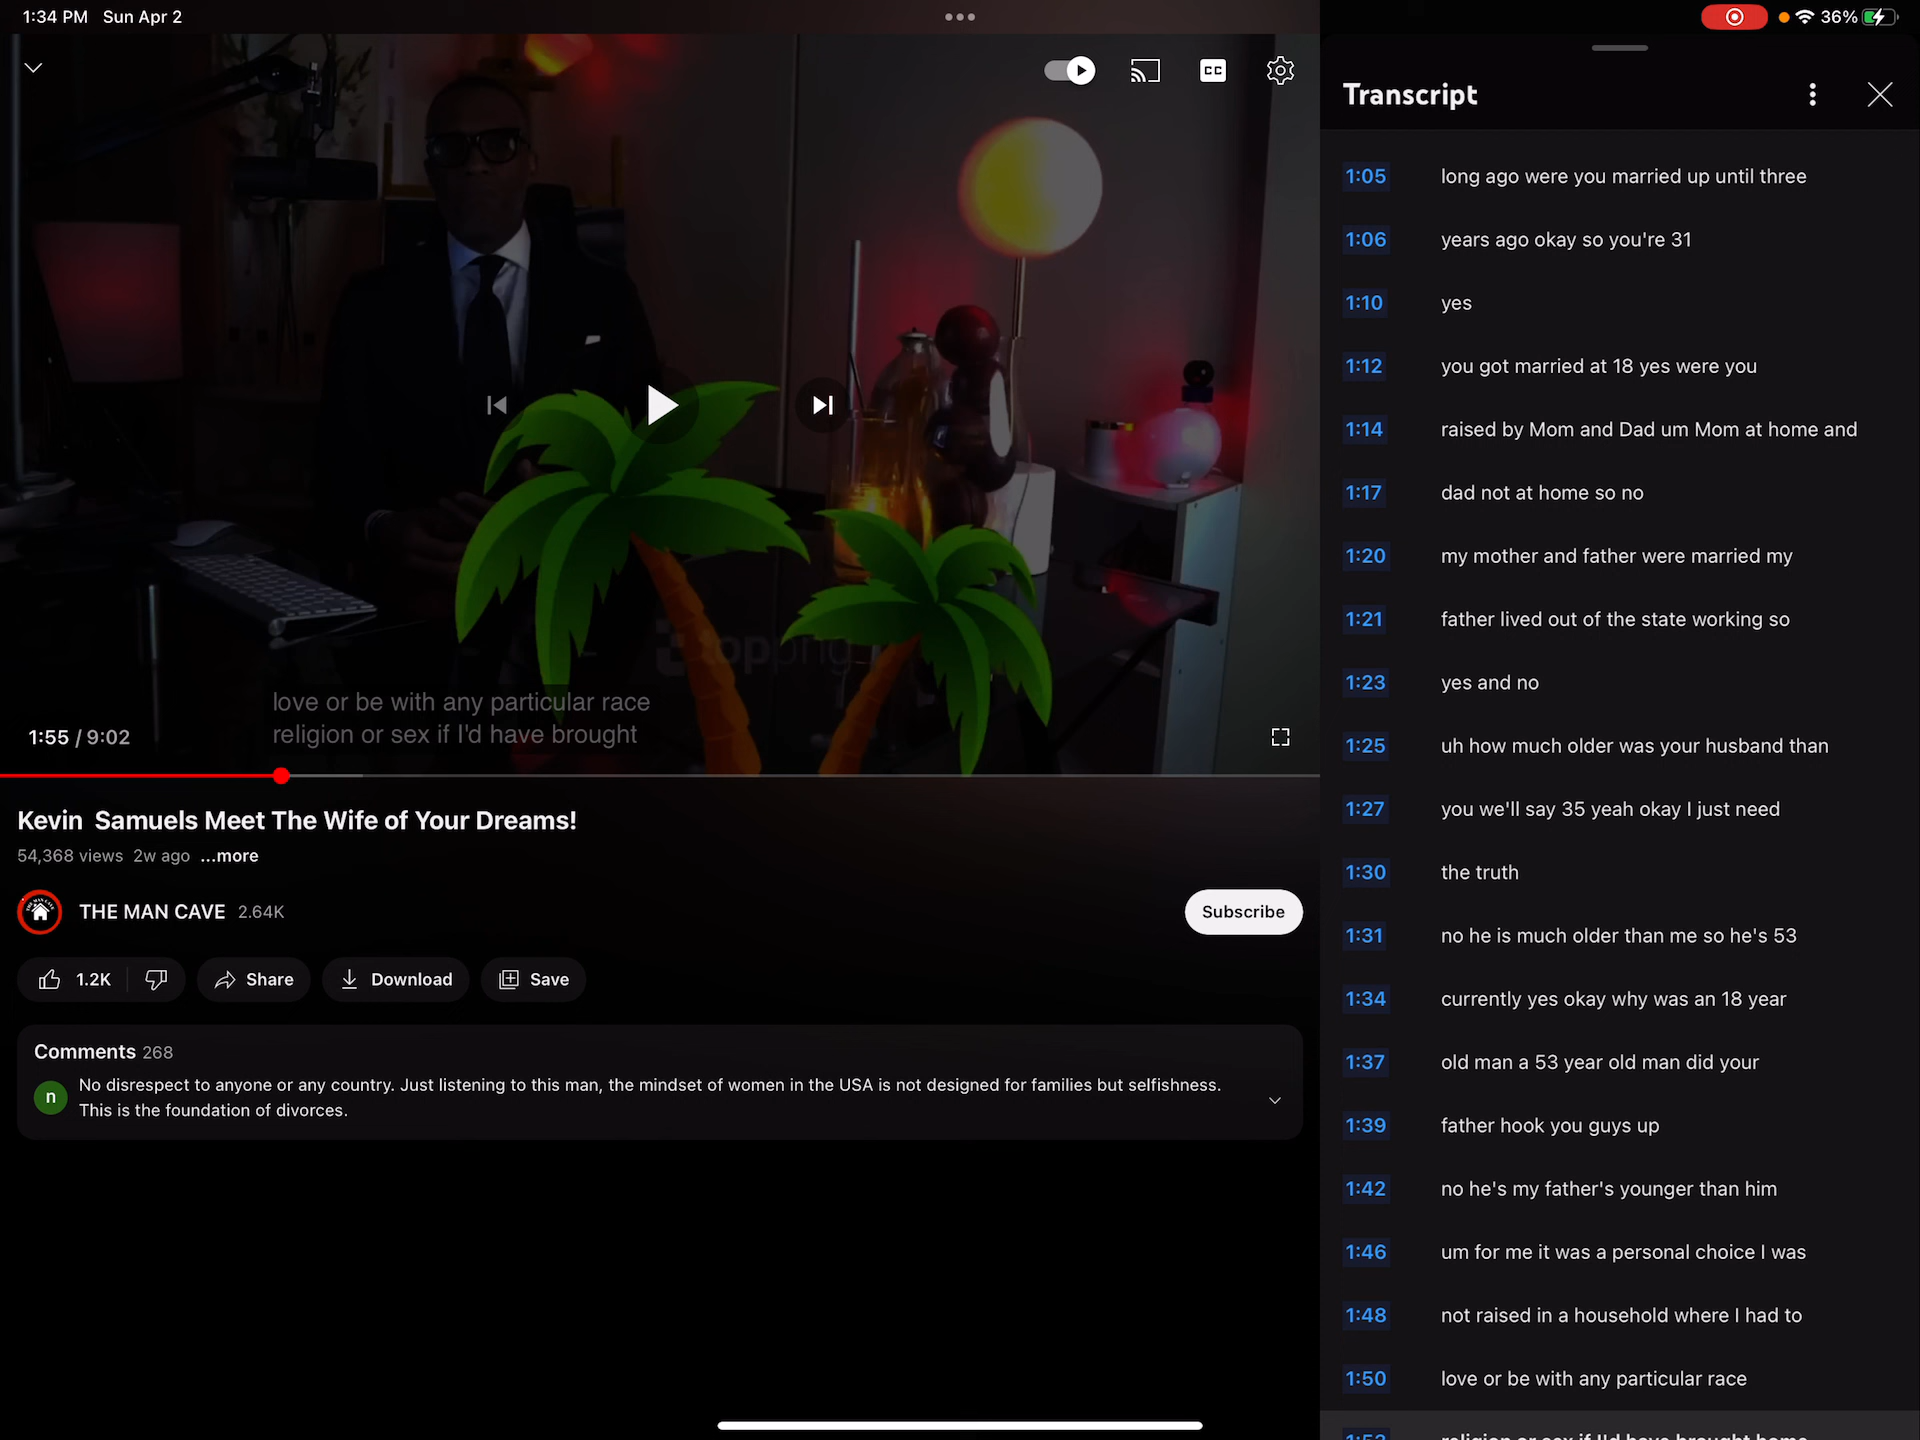 1:34 PM Sun Apr 2
36%
CC
love or be with any particular race
religion or sex if I'd have brought
1:55 / 9:02
Kevin Samuels Meet The Wife of Your Dreams!
54,368 views 2w ago ...more
THE MAN CAVE 2.64K
Subscribe
1.2K
Share
Download
Save
Comments 268
n
No disrespect to anyone or any country. Just listening to this man, the mindset of women in the USA is not designed for families but selfishness.
This is the foundation of divorces.
Transcript
1:05 long ago were you married up until three
1:06 years ago okay so you're 31
1:10 yes
1:12 you got married at 18 yes were you
1:14 raised by Mom and Dad um Mom at home and
1:17 dad not at home so no
1:20 my mother and father were married my
1:21 father lived out of the state working so
1:23 yes and no
1:25 uh how much older was your husband than
1:27 you we'll say 35 yeah okay I just need
1:30 the truth
1:31 no he is much older than me so he's 53
1:34 currently yes okay why was an 18 year
1:37 old man a 53 year old man did your
1:39 father hook you guys up
1:42 no he's my father's younger than him
1:46 um for me it was a personal choice I was
1:48 not raised in a household where I had to
1:50 love or be with any particular race
religion or sex if I'd have brought home